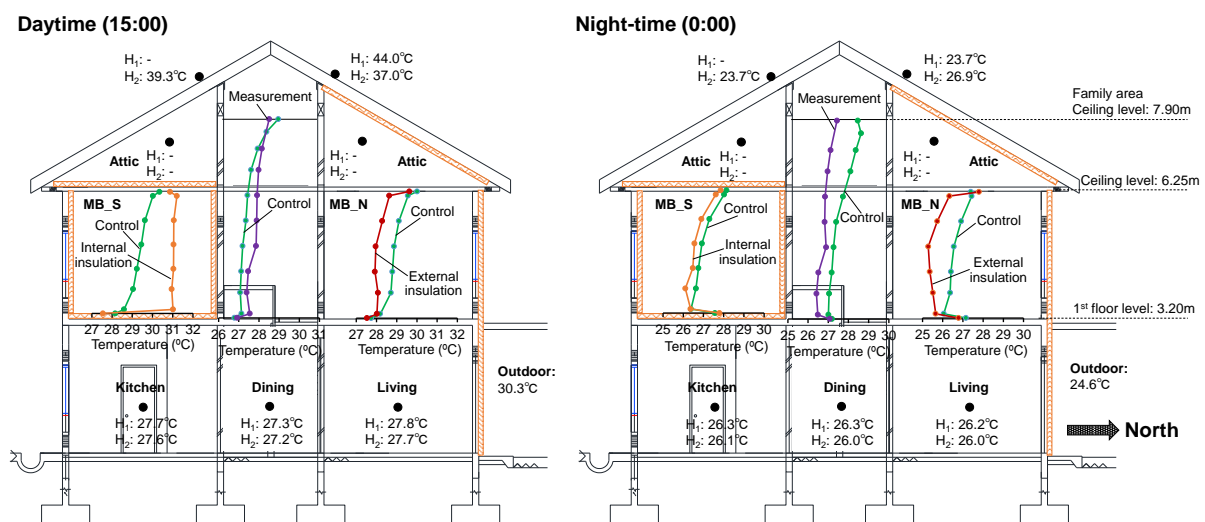 Daytime (15:00)
H₁: -
H₂: 39.3℃
H₁: 44.0℃
H₂: 37.0℃
Measurement
Attic
H₁: -
H₂: -
H₁: -
H₂: -
Attic
MB_S
Control
Internal
insulation
Control
MB_N
Control
External
insulation
27 28 29 30 31 32
Temperature (ºC)
26 27 28 29 30 31
Temperature (ºC)
27 28 29 30 31 32
Temperature (ºC)
Kitchen
H₁: 27.7℃
H₂: 27.6℃
Dining
H₁: 27.3℃
H₂: 27.2℃
Living
H₁: 27.8℃
H₂: 27.7℃
Outdoor:
30.3℃
Night-time (0:00)
H₁: -
H₂: 23.7℃
H₁: 23.7℃
H₂: 26.9℃
Measurement
Family area
Ceiling level: 7.90m
Attic
H₁: -
H₂: -
H₁: -
H₂: -
Attic
Ceiling level: 6.25m
MB_S
Control
Internal
insulation
Control
MB_N
Control
External
insulation
1st floor level: 3.20m
25 26 27 28 29 30
Temperature (ºC)
25 26 27 28 29 30
Temperature (ºC)
25 26 27 28 29 30
Temperature (ºC)
Kitchen
H₁: 26.3℃
H₂: 26.1℃
Dining
H₁: 26.3℃
H₂: 26.0℃
Living
H₁: 26.2℃
H₂: 26.0℃
Outdoor:
24.6℃
North